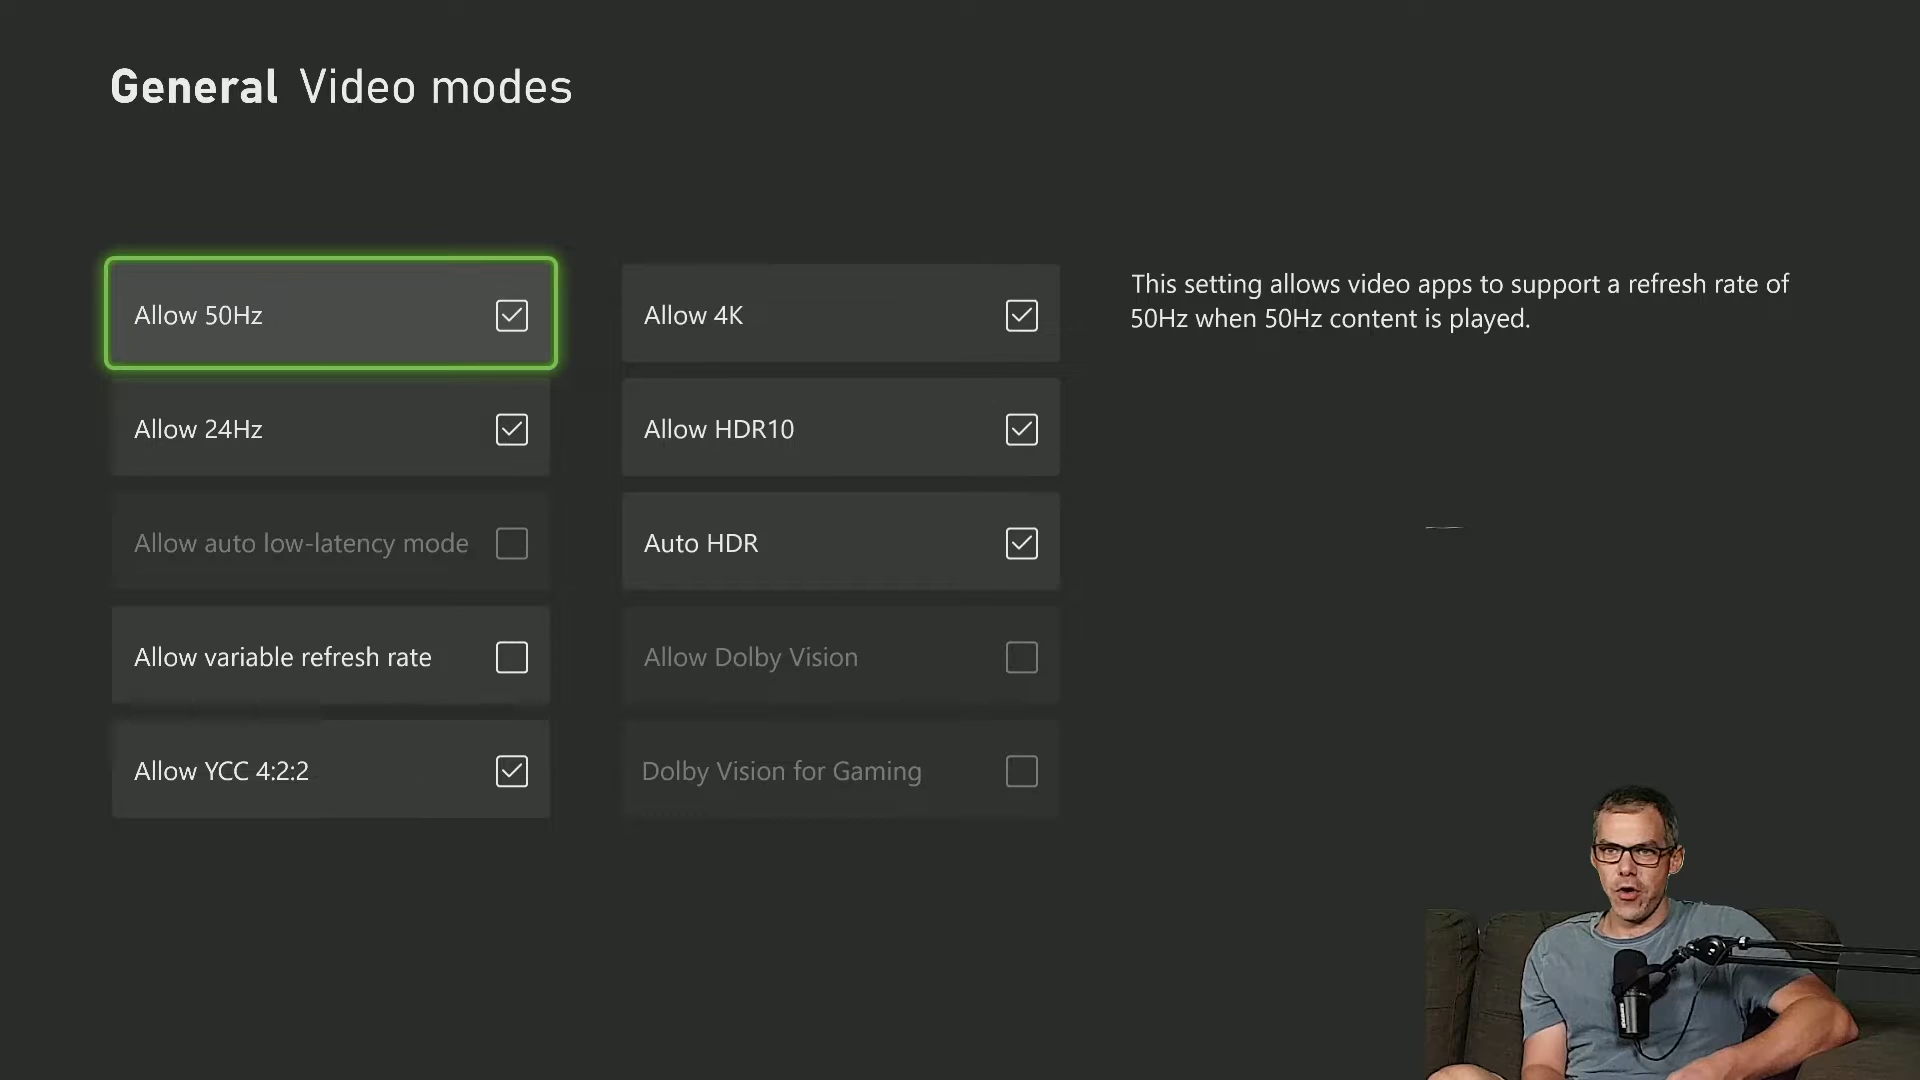 General Video modes
Allow 50Hz
Allow 24Hz
Allow auto low-latency mode
Allow variable refresh rate
Allow YCC 4:2:2
Allow 4K
Allow HDR10
Auto HDR
Allow Dolby Vision
Dolby Vision for Gaming
This setting allows video apps to support a refresh rate of
50Hz when 50Hz content is played.